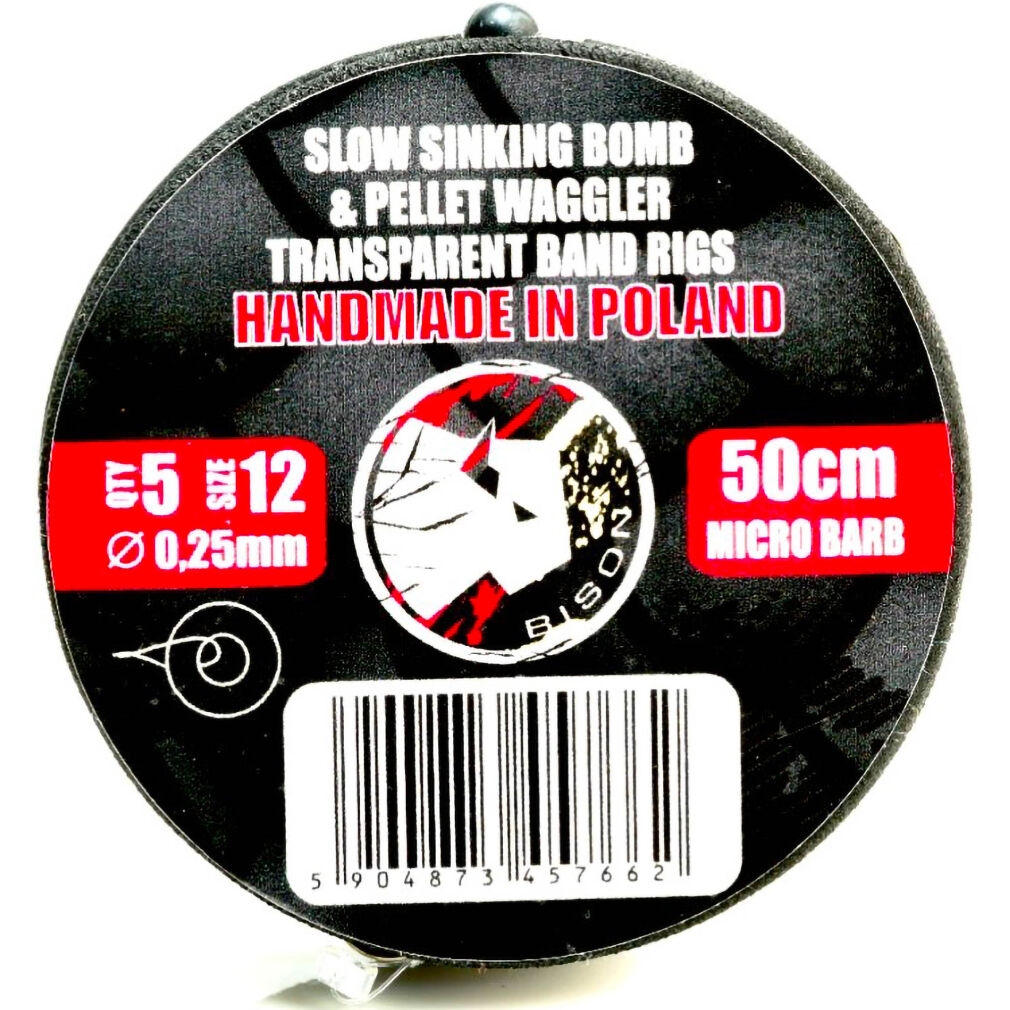 SLOW SINKING BOMB
& PELLET WAGGLER
TRANSPARENT BAND RIGS
HANDMADE IN POLAND
QTY 5 SIZE 12
Ø 0,25mm
50cm
MICRO BARB
BISON
5 904873 457662